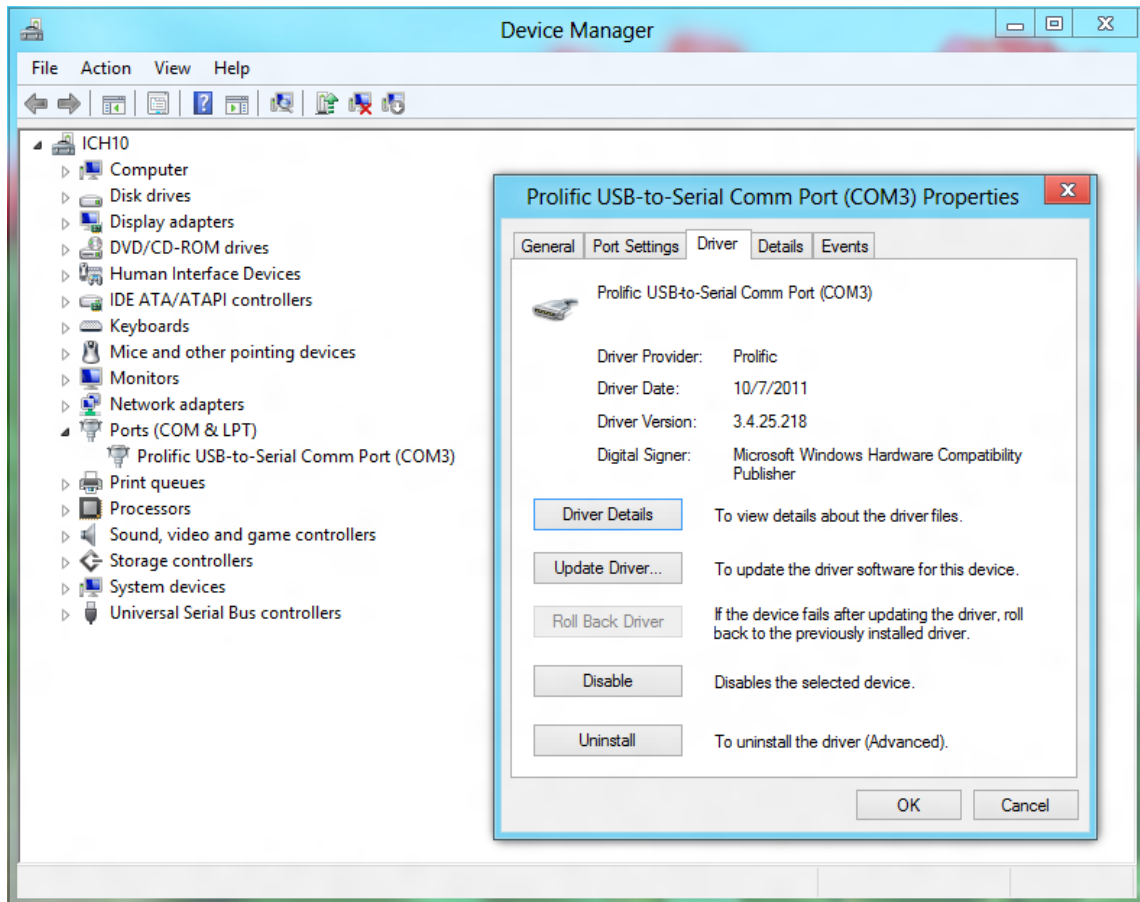 Device Manager
File Action View Help
ICH10
Computer
Disk drives
Display adapters
DVD/CD-ROM drives
Human Interface Devices
IDE ATA/ATAPI controllers
Keyboards
Mice and other pointing devices
Monitors
Network adapters
Ports (COM & LPT)
Prolific USB-to-Serial Comm Port (COM3)
Print queues
Processors
Sound, video and game controllers
Storage controllers
System devices
Universal Serial Bus controllers
Prolific USB-to-Serial Comm Port (COM3) Properties
General Port Settings Driver Details Events
Prolific USB-to-Serial Comm Port (COM3)
Driver Provider: Prolific
Driver Date: 10/7/2011
Driver Version: 3.4.25.218
Digital Signer: Microsoft Windows Hardware Compatibility
Publisher
Driver Details To view details about the driver files.
Update Driver... To update the driver software for this device.
Roll Back Driver If the device fails after updating the driver, roll
back to the previously installed driver.
Disable Disables the selected device.
Uninstall To uninstall the driver (Advanced).
OK Cancel